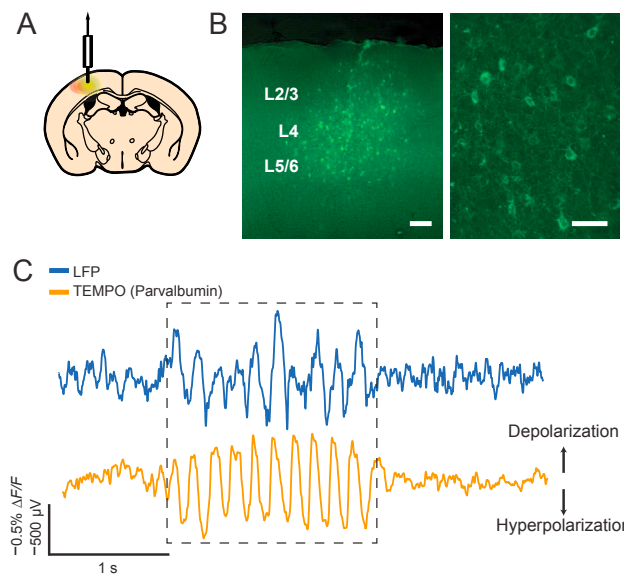 A
B
L2/3
L4
L5/6
C
LFP
TEMPO (Parvalbumin)
Depolarization
Hyperpolarization
−0.5% ΔF/F
−500 µV
1 s